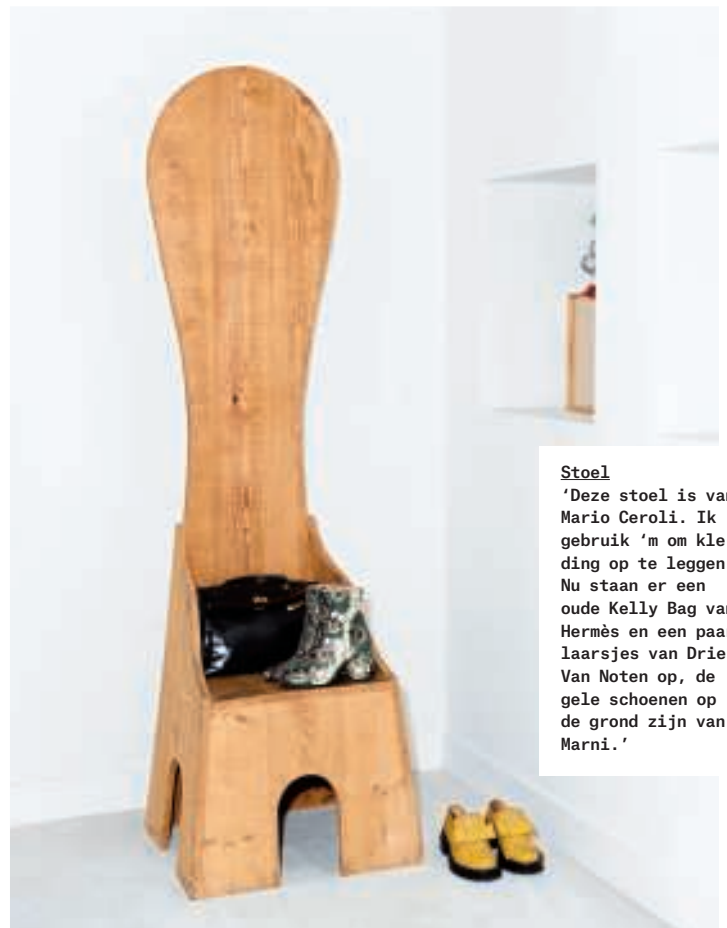 Stoel
‘Deze stoel is van
Mario Ceroli. Ik
gebruik ‘m om kle
ding op te leggen
Nu staan er een
oude Kelly Bag van
Hermès en een paa
laarsjes van Drie
Van Noten op, de
gele schoenen op
de grond zijn van
Marni.’